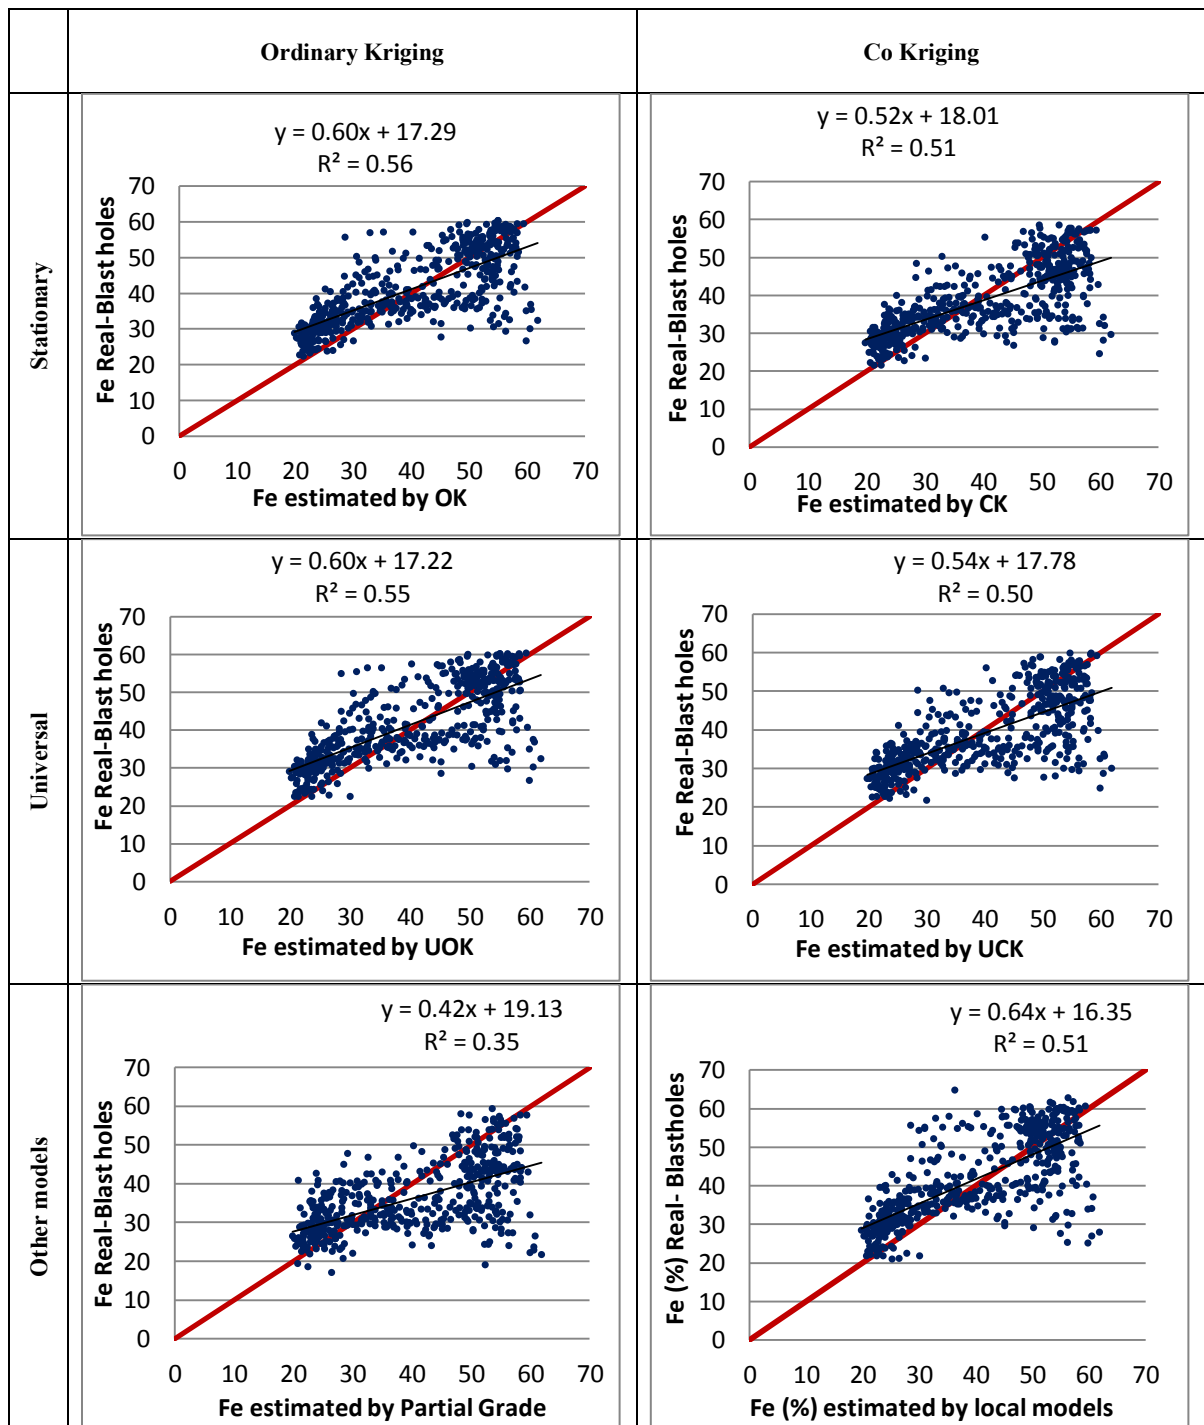 Ordinary Kriging
Co Kriging
Stationary
y = 0.60x + 17.29
R² = 0.56
Fe Real-Blast holes
70
60
50
40
30
20
10
0
0 10 20 30 40 50 60 70
Fe estimated by OK
y = 0.52x + 18.01
R² = 0.51
Fe Real-Blast holes
70
60
50
40
30
20
10
0
0 10 20 30 40 50 60 70
Fe estimated by CK
Universal
y = 0.60x + 17.22
R² = 0.55
Fe Real-Blast holes
70
60
50
40
30
20
10
0
0 10 20 30 40 50 60 70
Fe estimated by UOK
y = 0.54x + 17.78
R² = 0.50
Fe Real-Blast holes
70
60
50
40
30
20
10
0
0 10 20 30 40 50 60 70
Fe estimated by UCK
Other models
y = 0.42x + 19.13
R² = 0.35
Fe Real-Blast holes
70
60
50
40
30
20
10
0
0 10 20 30 40 50 60 70
Fe estimated by Partial Grade
y = 0.64x + 16.35
R² = 0.51
Fe (%) Real- Blastholes
70
60
50
40
30
20
10
0
0 10 20 30 40 50 60 70
Fe (%) estimated by local models